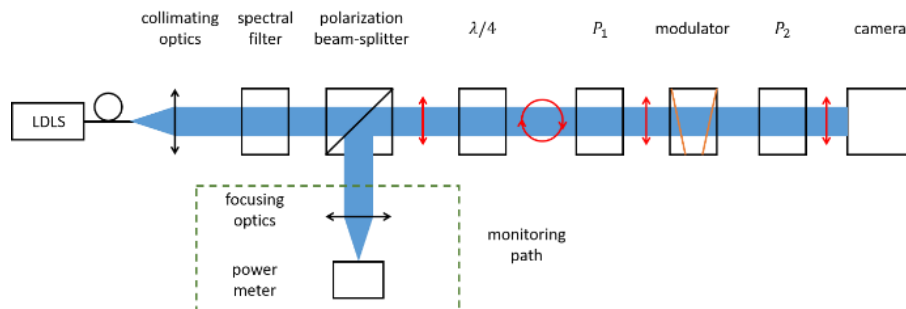 collimating
optics
spectral
filter
polarization
beam-splitter
λ/4
P₁
modulator
P₂
camera
LDLS
focusing
optics
monitoring
path
power
meter